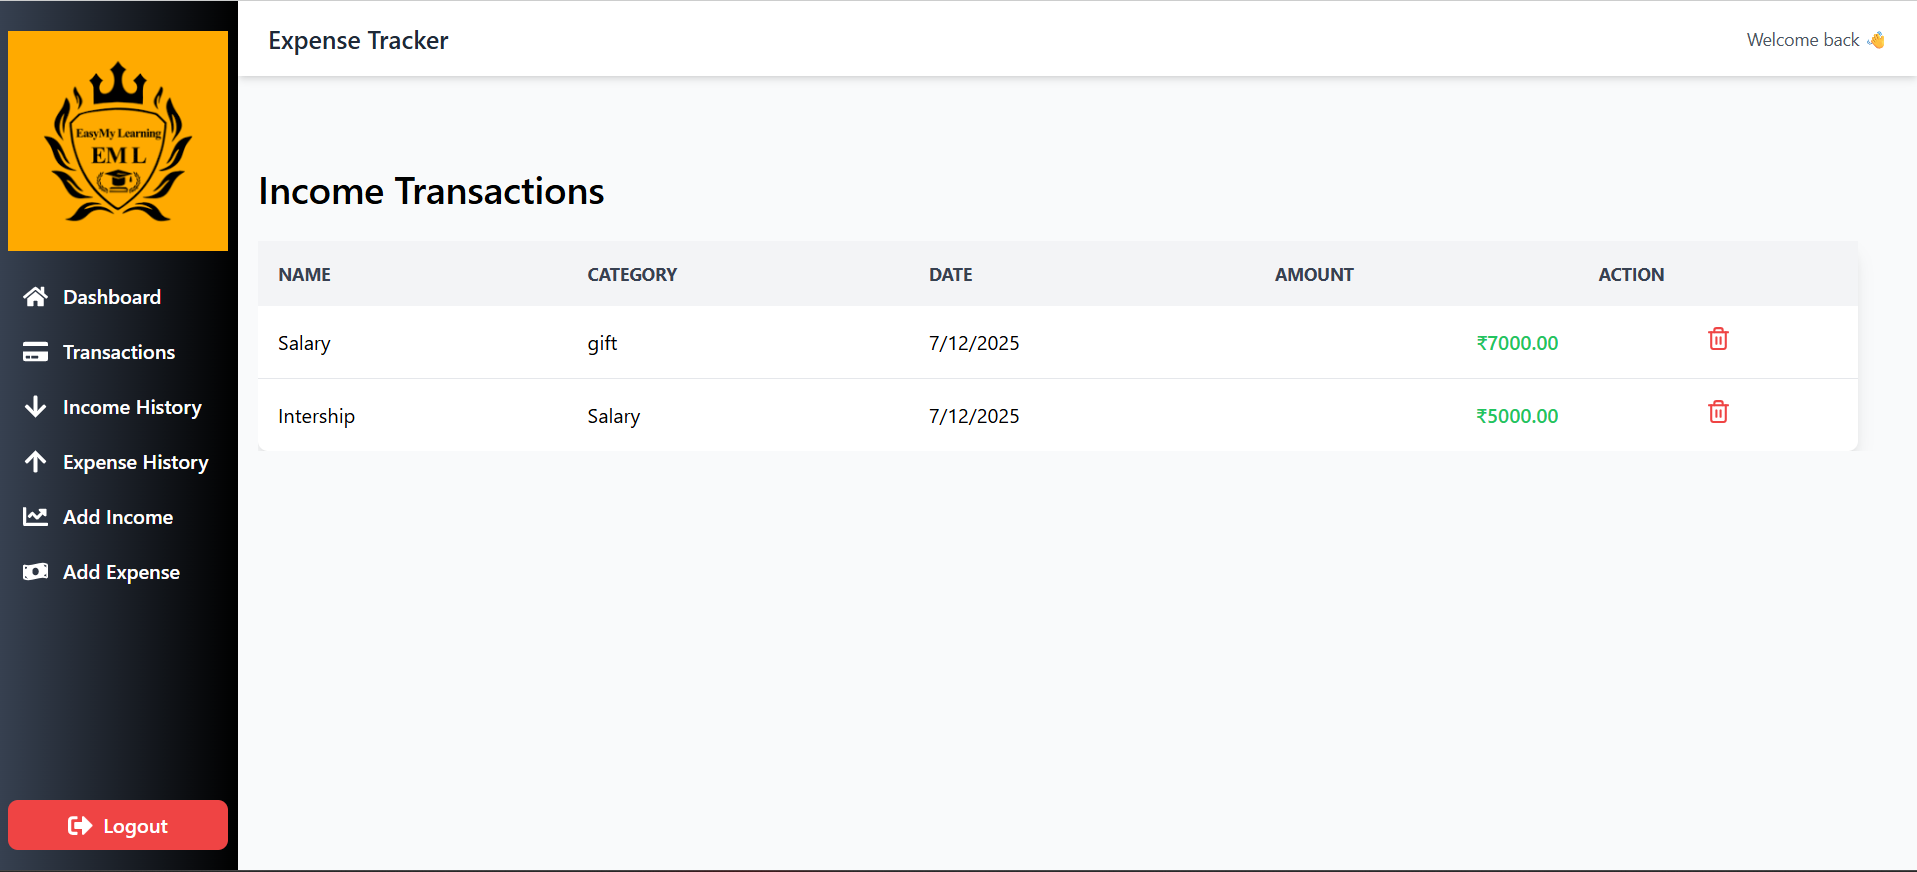 EasyMy Learning
EM L
Dashboard
Transactions
Income History
Expense History
Add Income
Add Expense
Logout
Expense Tracker
Welcome back 👋
Income Transactions
NAME CATEGORY DATE AMOUNT ACTION
Salary gift 7/12/2025 ₹7000.00
Intership Salary 7/12/2025 ₹5000.00